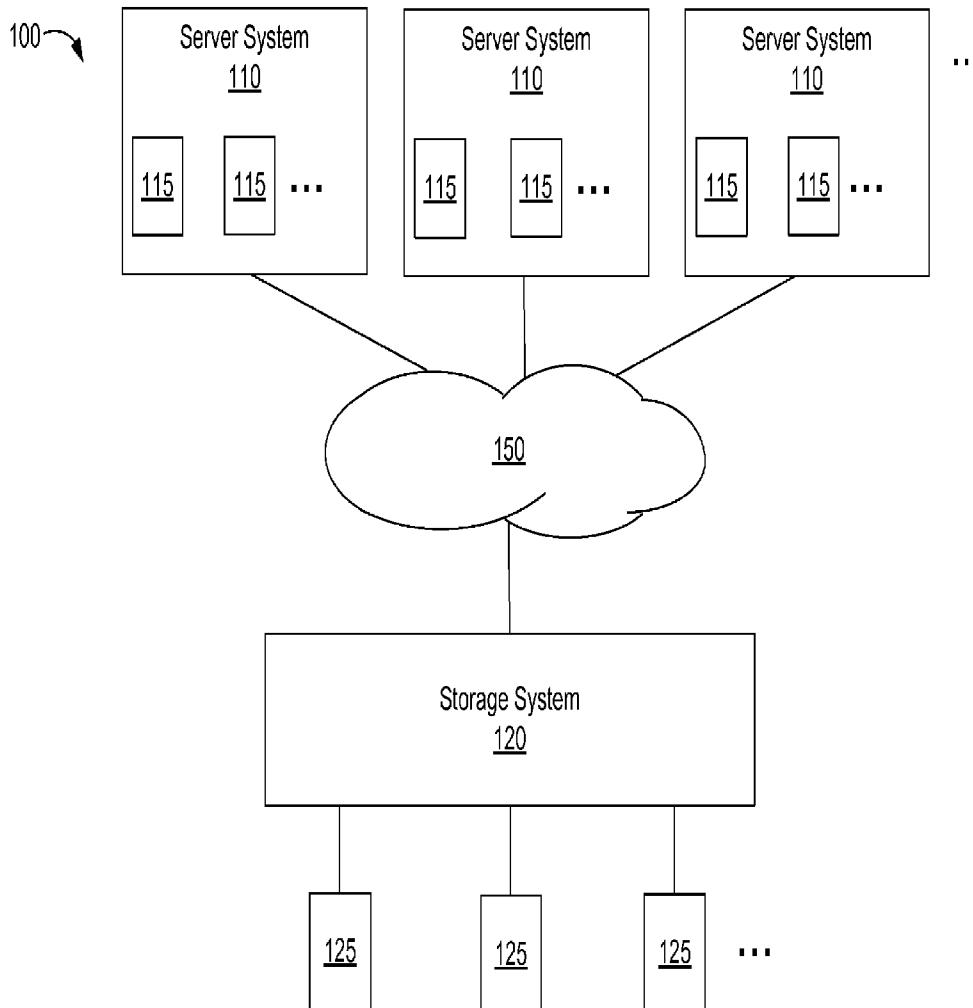 100
Server System
110
115 115 ...
Server System
110
115 115 ...
Server System
110
115 115 ...
..
150
Storage System
120
125 125 125 ...